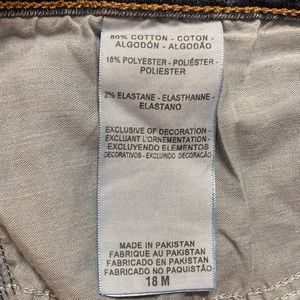 80% COTTON - COTON -
ALGODÓN - ALGODÃO
18% POLYESTER - POLIÉSTER -
POLIESTER
2% ELASTANE - ELASTHANNE -
ELASTANO
EXCLUSIVE OF DECORATION -
EXCLUANT L'ORNEMENTATION -
EXCLUYENDO ELEMENTOS
DECORATIVOS - EXCLUINDO DECORAÇÃO
MADE IN PAKISTAN
FABRIQUE AU PAKISTAN
FABRICADO EN PAKISTAN
FABRICADO NO PAQUISTÃO
18 M